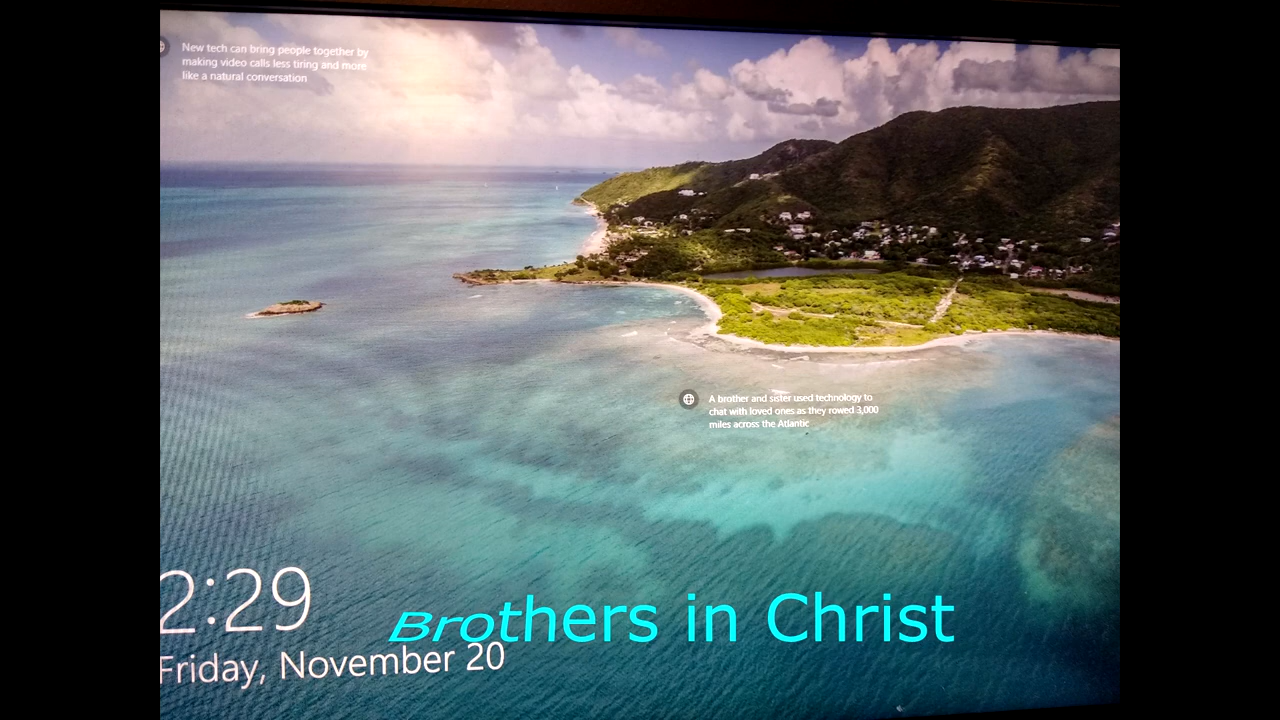 New tech can bring people together by
making video calls less tiring and more
like a natural conversation
A brother and sister used technology to
chat with loved ones as they rowed 3,000
miles across the Atlantic
2:29
Friday, November 20
Brothers in Christ